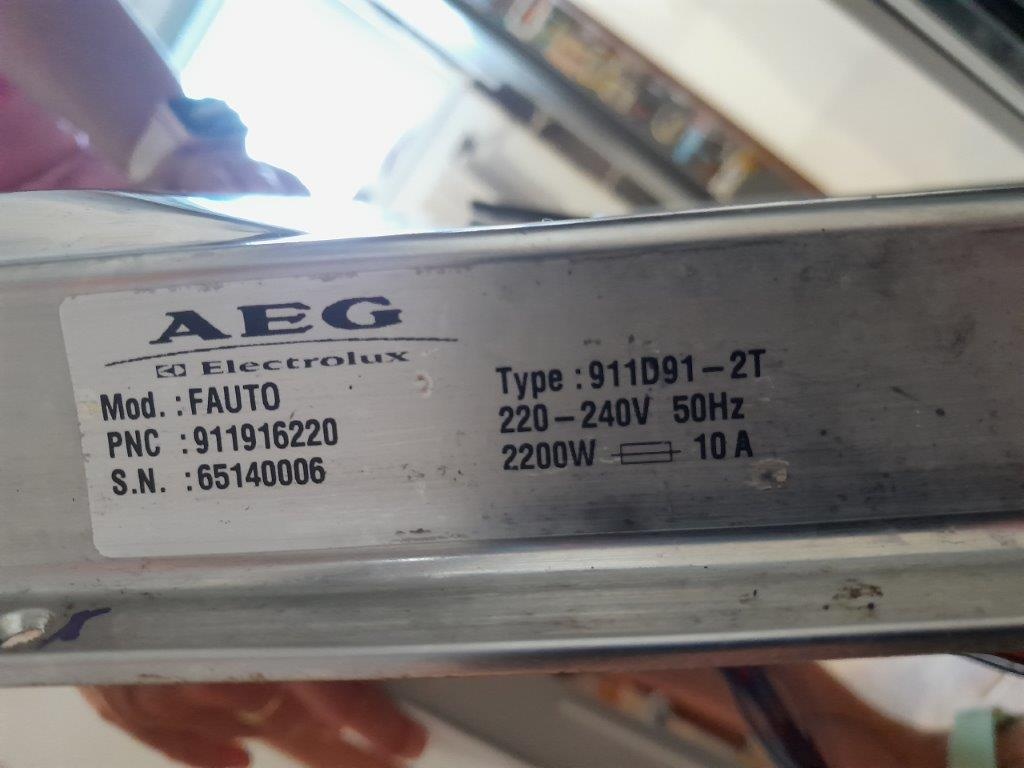 AEG
Electrolux
Mod. : FAUTO
PNC : 911916220
S.N. : 65140006
Type : 911D91-2T
220-240V 50Hz
2200W 10 A